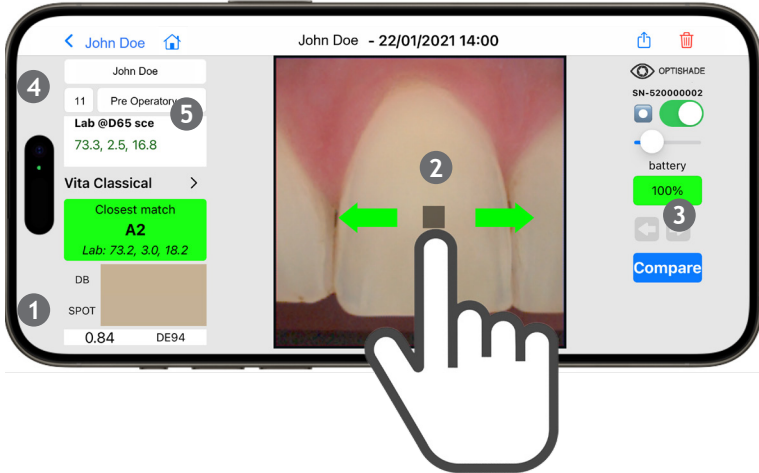 John Doe
John Doe - 22/01/2021 14:00
4
John Doe
11
Pre Operatory
5
Lab @D65 sce
73.3, 2.5, 16.8
Vita Classical
Closest match
A2
Lab: 73.2, 3.0, 18.2
DB
1
SPOT
0.84 DE94
2
OPTISHADE
SN-520000002
battery
100%
3
Compare